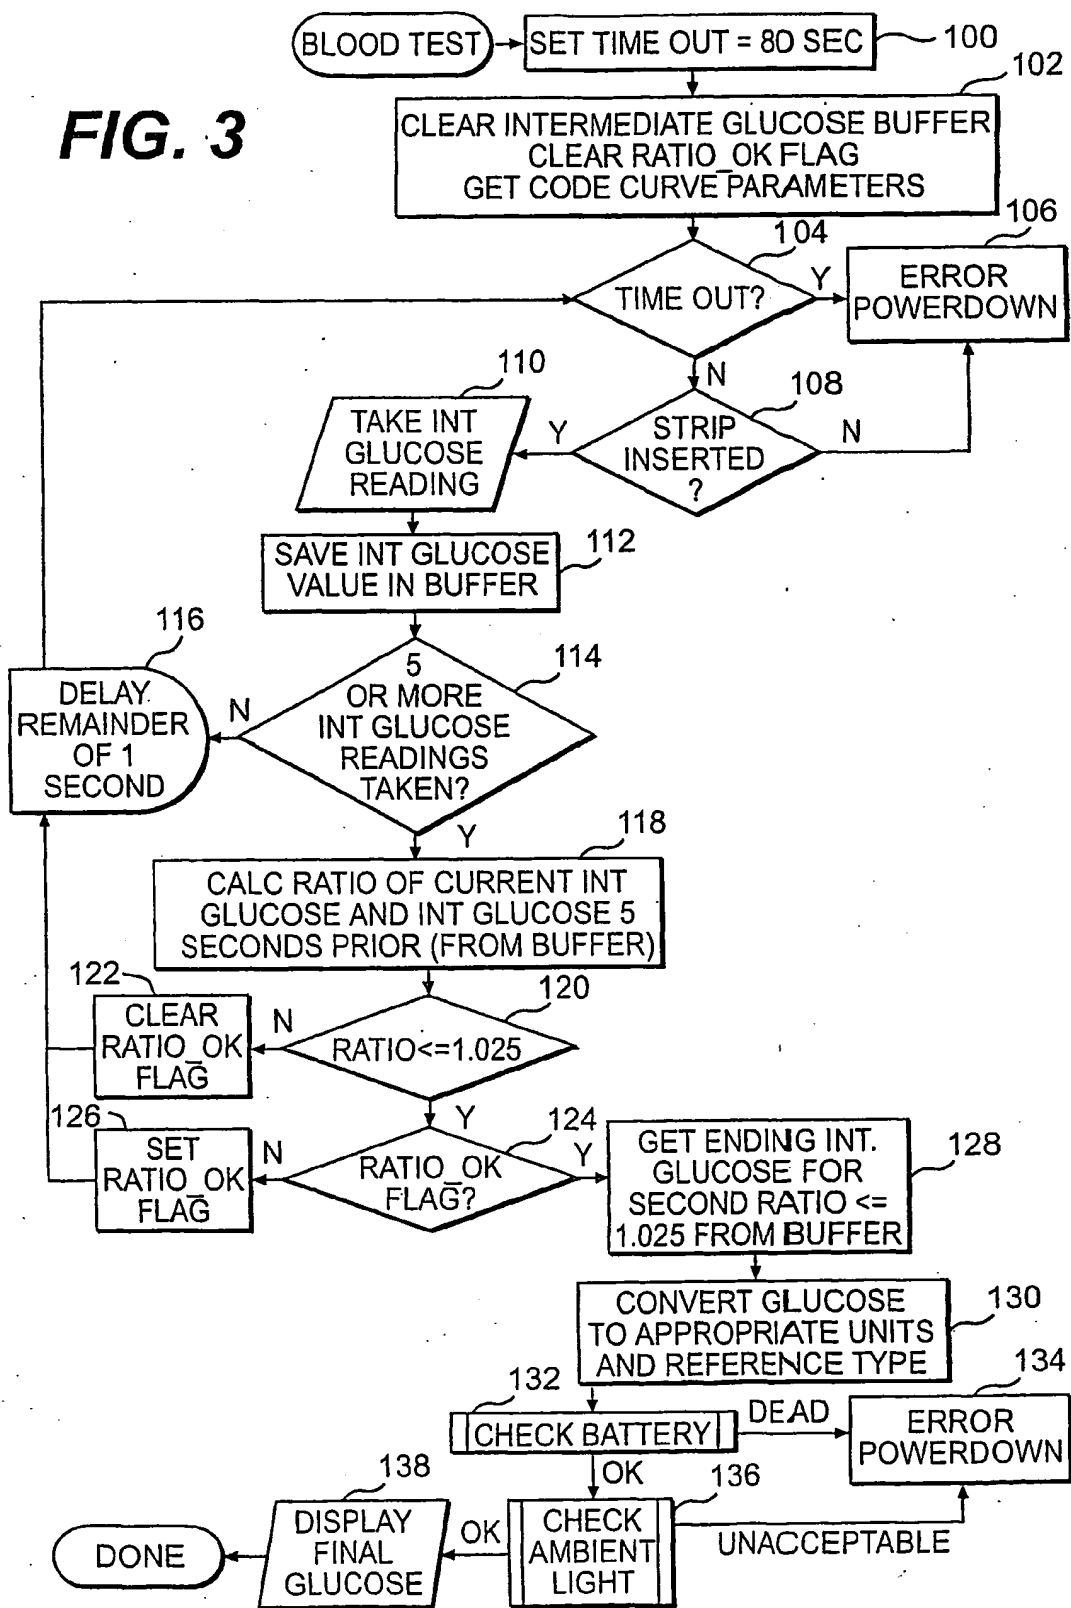 BLOOD TEST
SET TIME OUT = 80 SEC
100
FIG. 3
102
CLEAR INTERMEDIATE GLUCOSE BUFFER
CLEAR RATIO_OK FLAG
GET CODE CURVE PARAMETERS
104
TIME OUT?
Y
106
ERROR
POWERDOWN
N
108
STRIP
INSERTED
?
N
Y
110
TAKE INT
GLUCOSE
READING
SAVE INT GLUCOSE
VALUE IN BUFFER
112
116
DELAY
REMAINDER
OF 1
SECOND
N
114
5
OR MORE
INT GLUCOSE
READINGS
TAKEN?
Y
118
CALC RATIO OF CURRENT INT
GLUCOSE AND INT GLUCOSE 5
SECONDS PRIOR (FROM BUFFER)
122
CLEAR
RATIO_OK
FLAG
N
120
RATIO<=1.025
Y
126
SET
RATIO_OK
FLAG
N
124
RATIO_OK
FLAG?
Y
GET ENDING INT.
GLUCOSE FOR
SECOND RATIO <=
1.025 FROM BUFFER
128
CONVERT GLUCOSE
TO APPROPRIATE UNITS
AND REFERENCE TYPE
130
132
CHECK BATTERY
DEAD
134
ERROR
POWERDOWN
OK
136
CHECK
AMBIENT
LIGHT
UNACCEPTABLE
OK
138
DISPLAY
FINAL
GLUCOSE
DONE